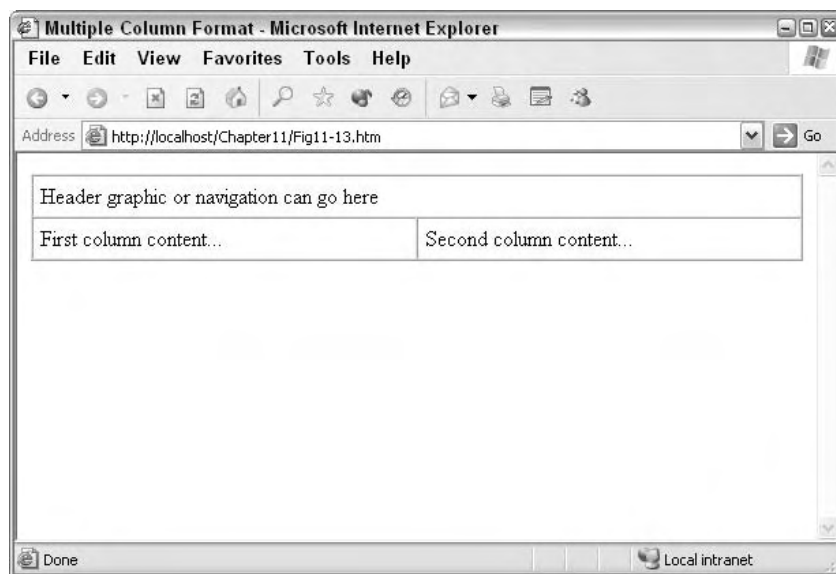 Multiple Column Format - Microsoft Internet Explorer
File Edit View Favorites Tools Help
Address http://localhost/Chapter11/Fig11-13.htm Go
Header graphic or navigation can go here
First column content... Second column content...
Done Local intranet